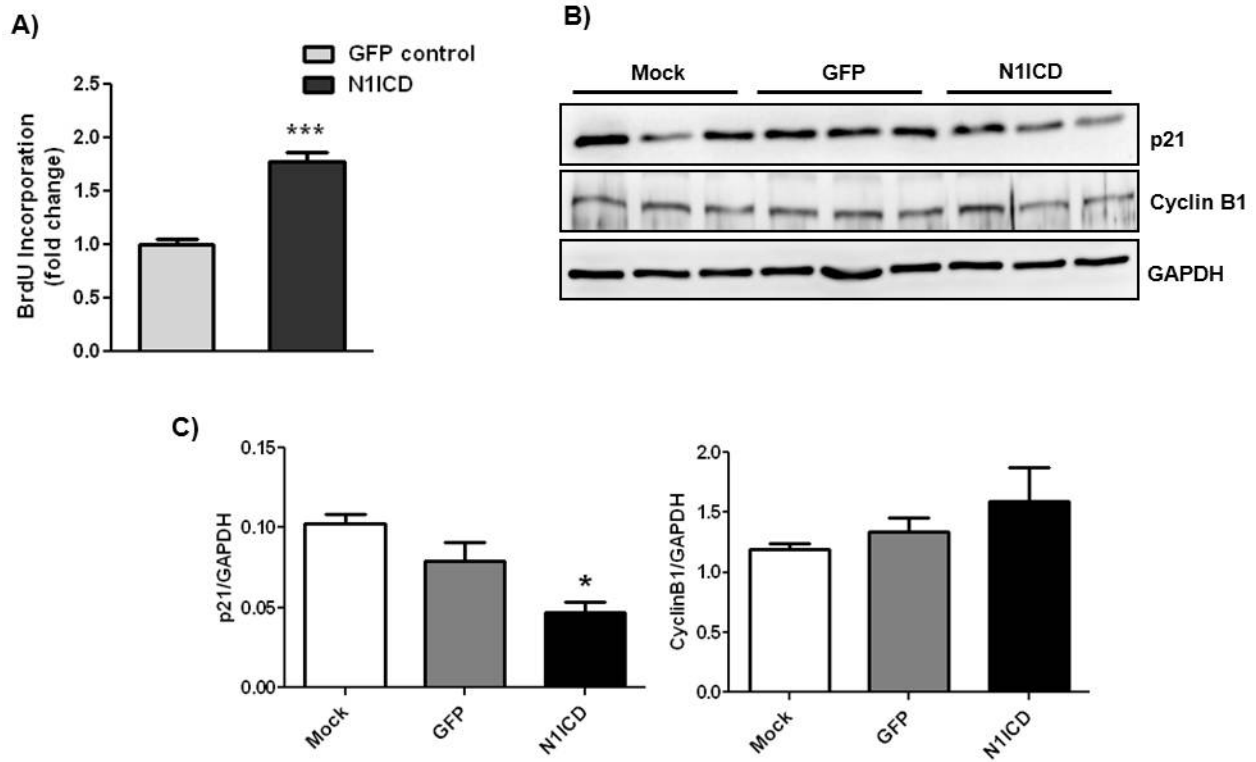 A)
GFP control
N1ICD
BrdU Incorporation
(fold change)
2.5
2.0
1.5
1.0
0.5
0.0
***
B)
Mock GFP N1ICD
p21
Cyclin B1
GAPDH
C)
p21/GAPDH
0.15
0.10
0.05
0.00
*
Mock
GFP
N1ICD
CyclinB1/GAPDH
2.0
1.5
1.0
0.5
0.0
Mock
GFP
N1ICD